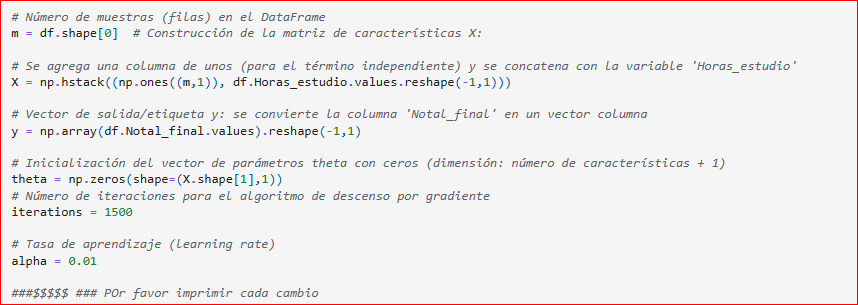 # Número de muestras (filas) en el DataFrame
m = df.shape[0]  # Construcción de la matriz de características X:
# Se agrega una columna de unos (para el término independiente) y se concatena con la variable 'Horas_estudio'
X = np.hstack((np.ones((m,1)), df.Horas_estudio.values.reshape(-1,1)))
# Vector de salida/etiqueta y: se convierte la columna 'Notal_final' en un vector columna
y = np.array(df.Notal_final.values).reshape(-1,1)
# Inicialización del vector de parámetros theta con ceros (dimensión: número de características + 1)
theta = np.zeros(shape=(X.shape[1],1))
# Número de iteraciones para el algoritmo de descenso por gradiente
iterations = 1500
# Tasa de aprendizaje (learning rate)
alpha = 0.01
###$$$$$ ### POr favor imprimir cada cambio